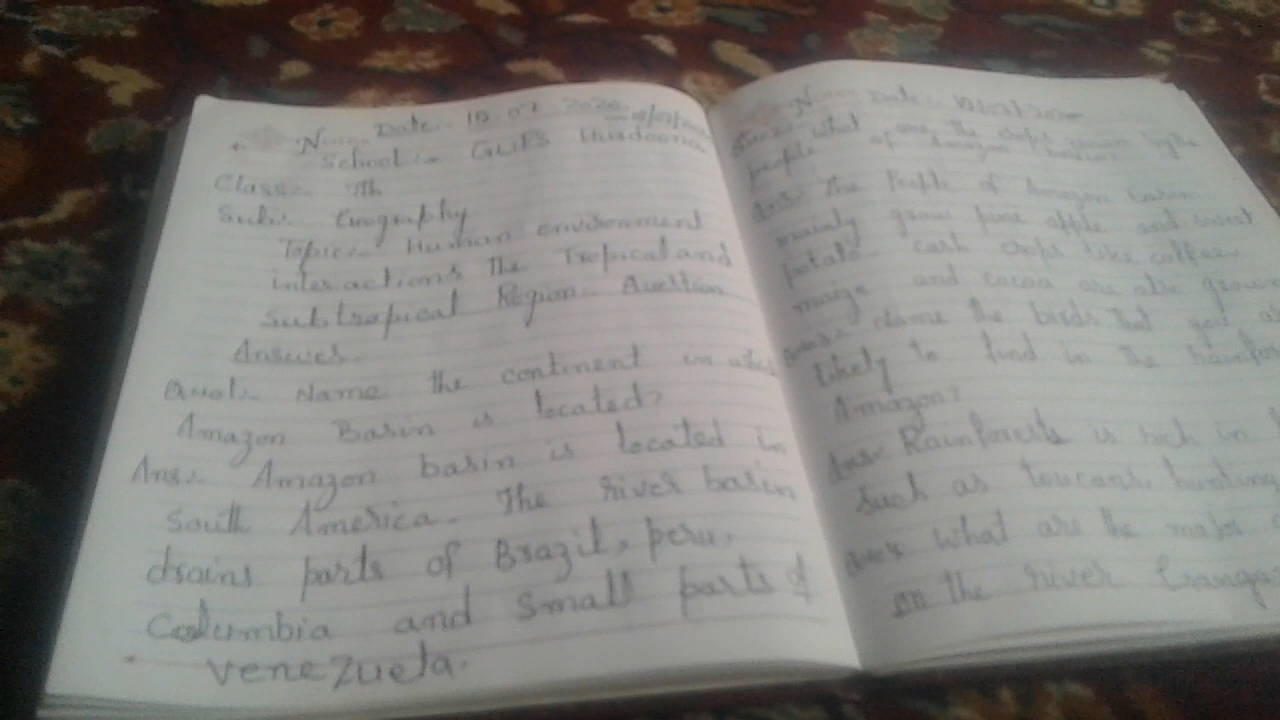 Date:- 10.07.2020
School:- GUPS
Class:- 7th
Sub:- Geography
Topic:- Human environment
interactions The Tropical and
subtropical Region. Question
Answer.
Ques1:- Name the continent in which
Amazon Basin is located?
Ans:- Amazon basin is located in
South America. The river basin
drains parts of Brazil, peru,
Columbia and Small parts of
venezuela.
Date:-
what are the crops grown by the
people of Amazon basin?
Ans:- The People of Amazon basin
mainly grow pine apple and sweet
potato. cash crops like coffee
maize and cocoa are also grown
Name the birds that you
likely to find in the rainfor
Amazon?
Ans:- Rainforests is rich in
such as toucans, hunting
what are the major
on the river Ganga